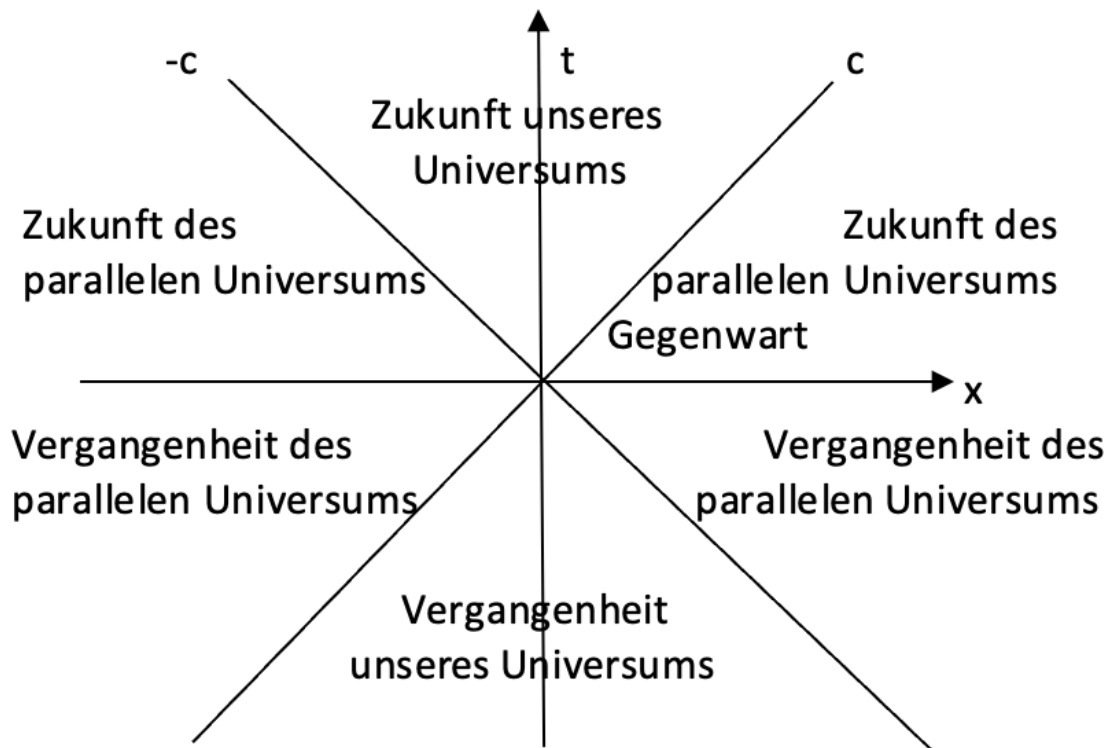 -c
t
c
Zukunft unseres
Universums
Zukunft des
parallelen Universums
Zukunft des
parallelen Universums
Gegenwart
x
Vergangenheit des
parallelen Universums
Vergangenheit des
parallelen Universums
Vergangenheit
unseres Universums